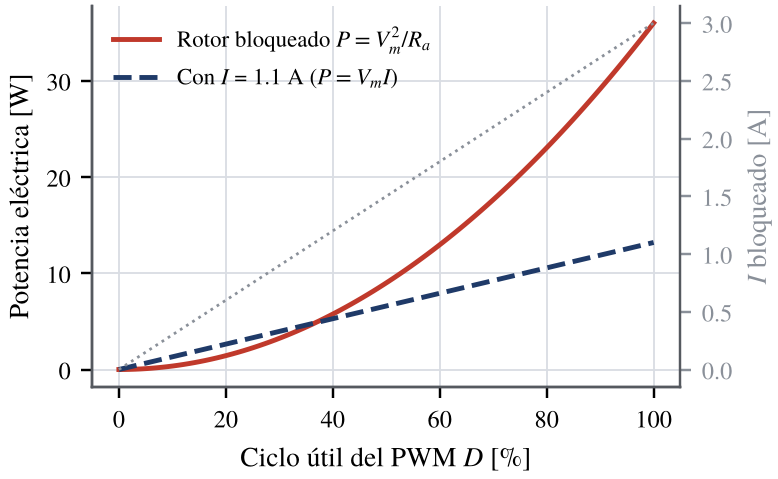 Rotor bloqueado P = V_m^2/R_a
Con I = 1.1 A (P = V_m I)
Potencia eléctrica [W]
30
20
10
0
3.0
2.5
2.0
1.5
1.0
0.5
0.0
I bloqueado [A]
0 20 40 60 80 100
Ciclo útil del PWM D [%]